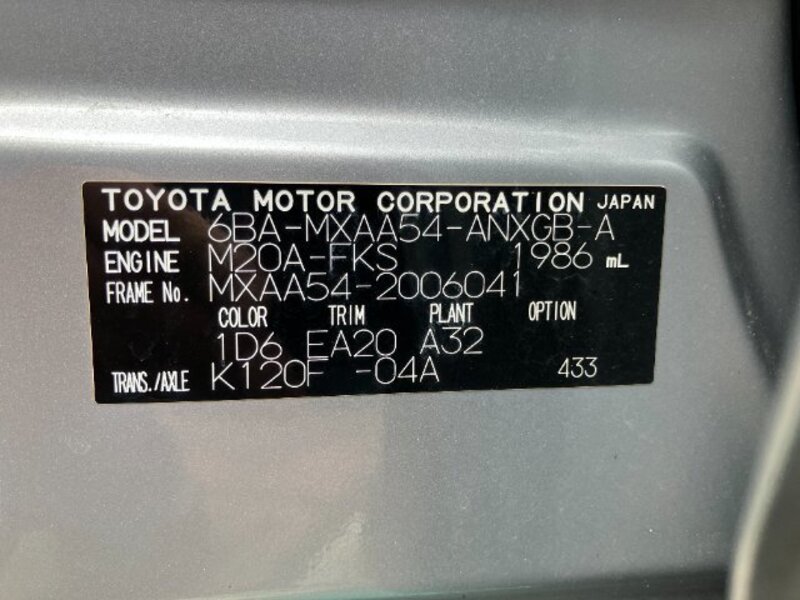 TOYOTA MOTOR CORPORATION JAPAN
MODEL 6BA-MXAA54-ANXGB-A
ENGINE M20A-FKS 1986 mL
FRAME No. MXAA54-2006041
COLOR TRIM PLANT OPTION
1D6 EA20 A32
TRANS./AXLE K120F -04A 433